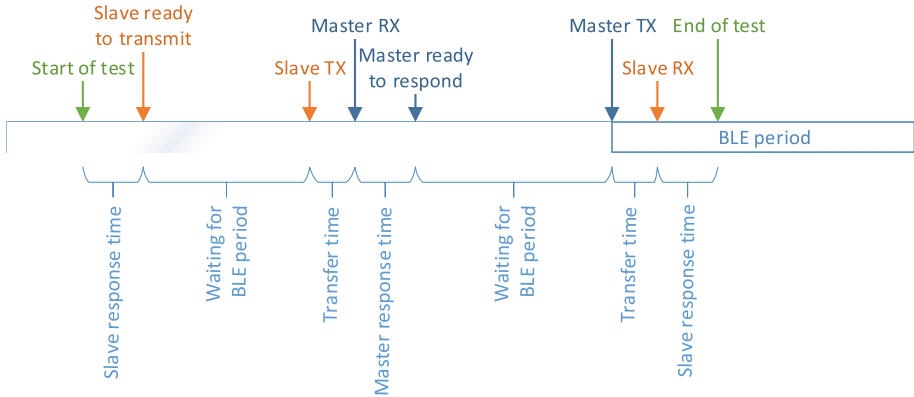 Slave ready
to transmit
Master RX
Master TX
End of test
Start of test
Slave TX
Master ready
to respond
Slave RX
BLE period
Slave response time
Waiting for
BLE period
Transfer time
Master response time
Waiting for
BLE period
Transfer time
Slave response time